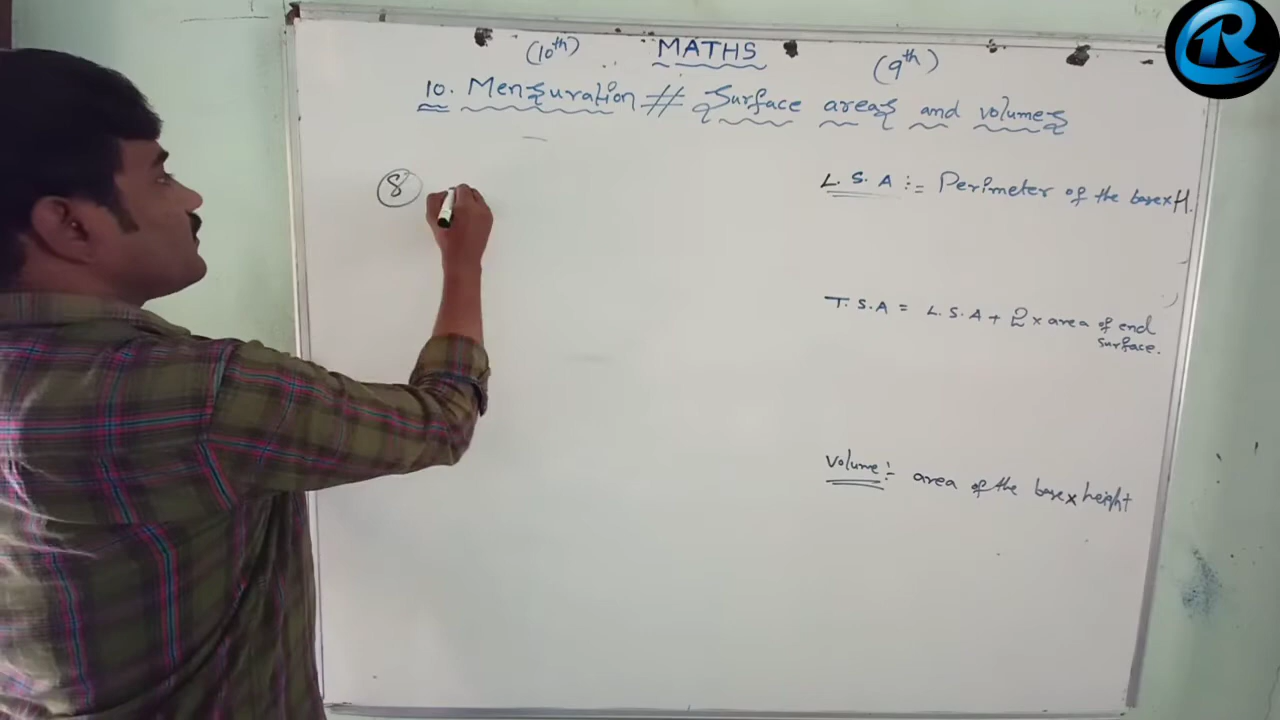 (10th) MATHS (9th)
10. Mensuration # Surface areas and volumes
8
L.S.A :- Perimeter of the base x H.
T.S.A = L.S.A + 2 x area of end
surface.
Volume :- area of the base x height
R